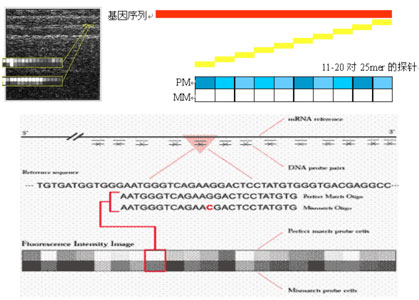 基因序列
11-20 对 25mer 的探针
PM
MM
mRNA reference
5'
3'
DNA probe pairs
Reference sequence
··· TGTGATGGTGGGAATGGGTCAGAAGGACTCCTATGTGGGTGACGAGGCC ···
AATGGGTCAGAAGGACTCCTATGTG Perfect Match Oligo
AATGGGTCAGAACGACTCCTATGTG Mismatch Oligo
Fluorescence Intensity Image
Perfect match probe cells
Mismatch probe cells